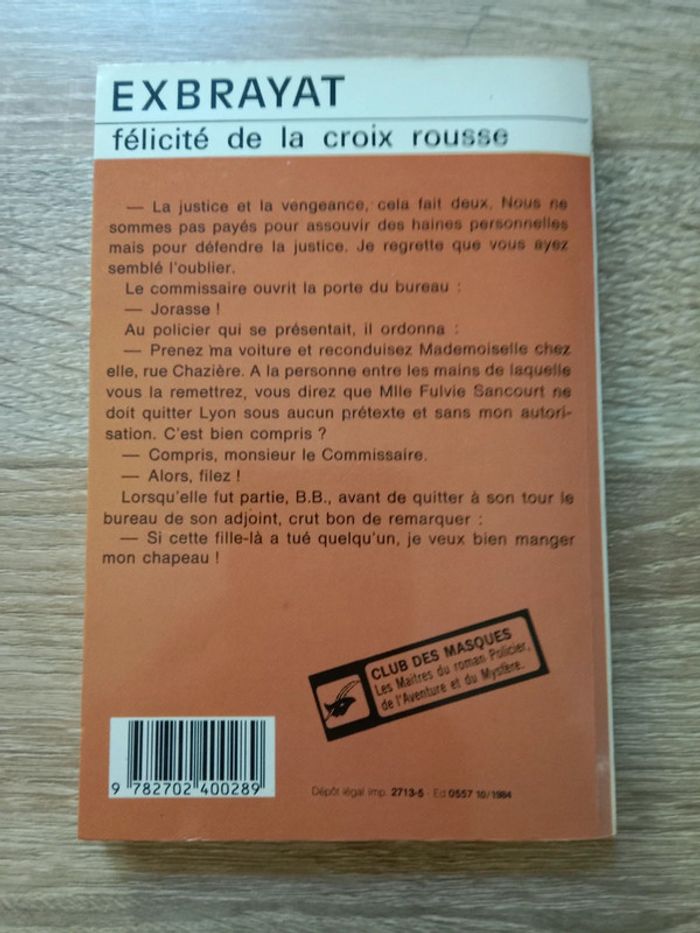 EXBRAYAT
félicité de la croix rousse
— La justice et la vengeance, cela fait deux. Nous ne
sommes pas payés pour assouvir des haines personnelles
mais pour défendre la justice. Je regrette que vous ayez
semblé l'oublier.
Le commissaire ouvrit la porte du bureau :
— Jorasse !
Au policier qui se présentait, il ordonna :
— Prenez ma voiture et reconduisez Mademoiselle chez
elle, rue Chazière. A la personne entre les mains de laquelle
vous la remettrez, vous direz que Mlle Fulvie Sancourt ne
doit quitter Lyon sous aucun prétexte et sans mon autori-
sation. C'est bien compris ?
— Compris, monsieur le Commissaire.
— Alors, filez !
Lorsqu'elle fut partie, B.B., avant de quitter à son tour le
bureau de son adjoint, crut bon de remarquer :
— Si cette fille-là a tué quelqu'un, je veux bien manger
mon chapeau !
CLUB DES MASQUES
Les Maîtres du roman Policier,
de l'Aventure et du Mystère.
9 782702 400289
Dépôt légal imp. 2713-5 - Ed 0557 10/1984